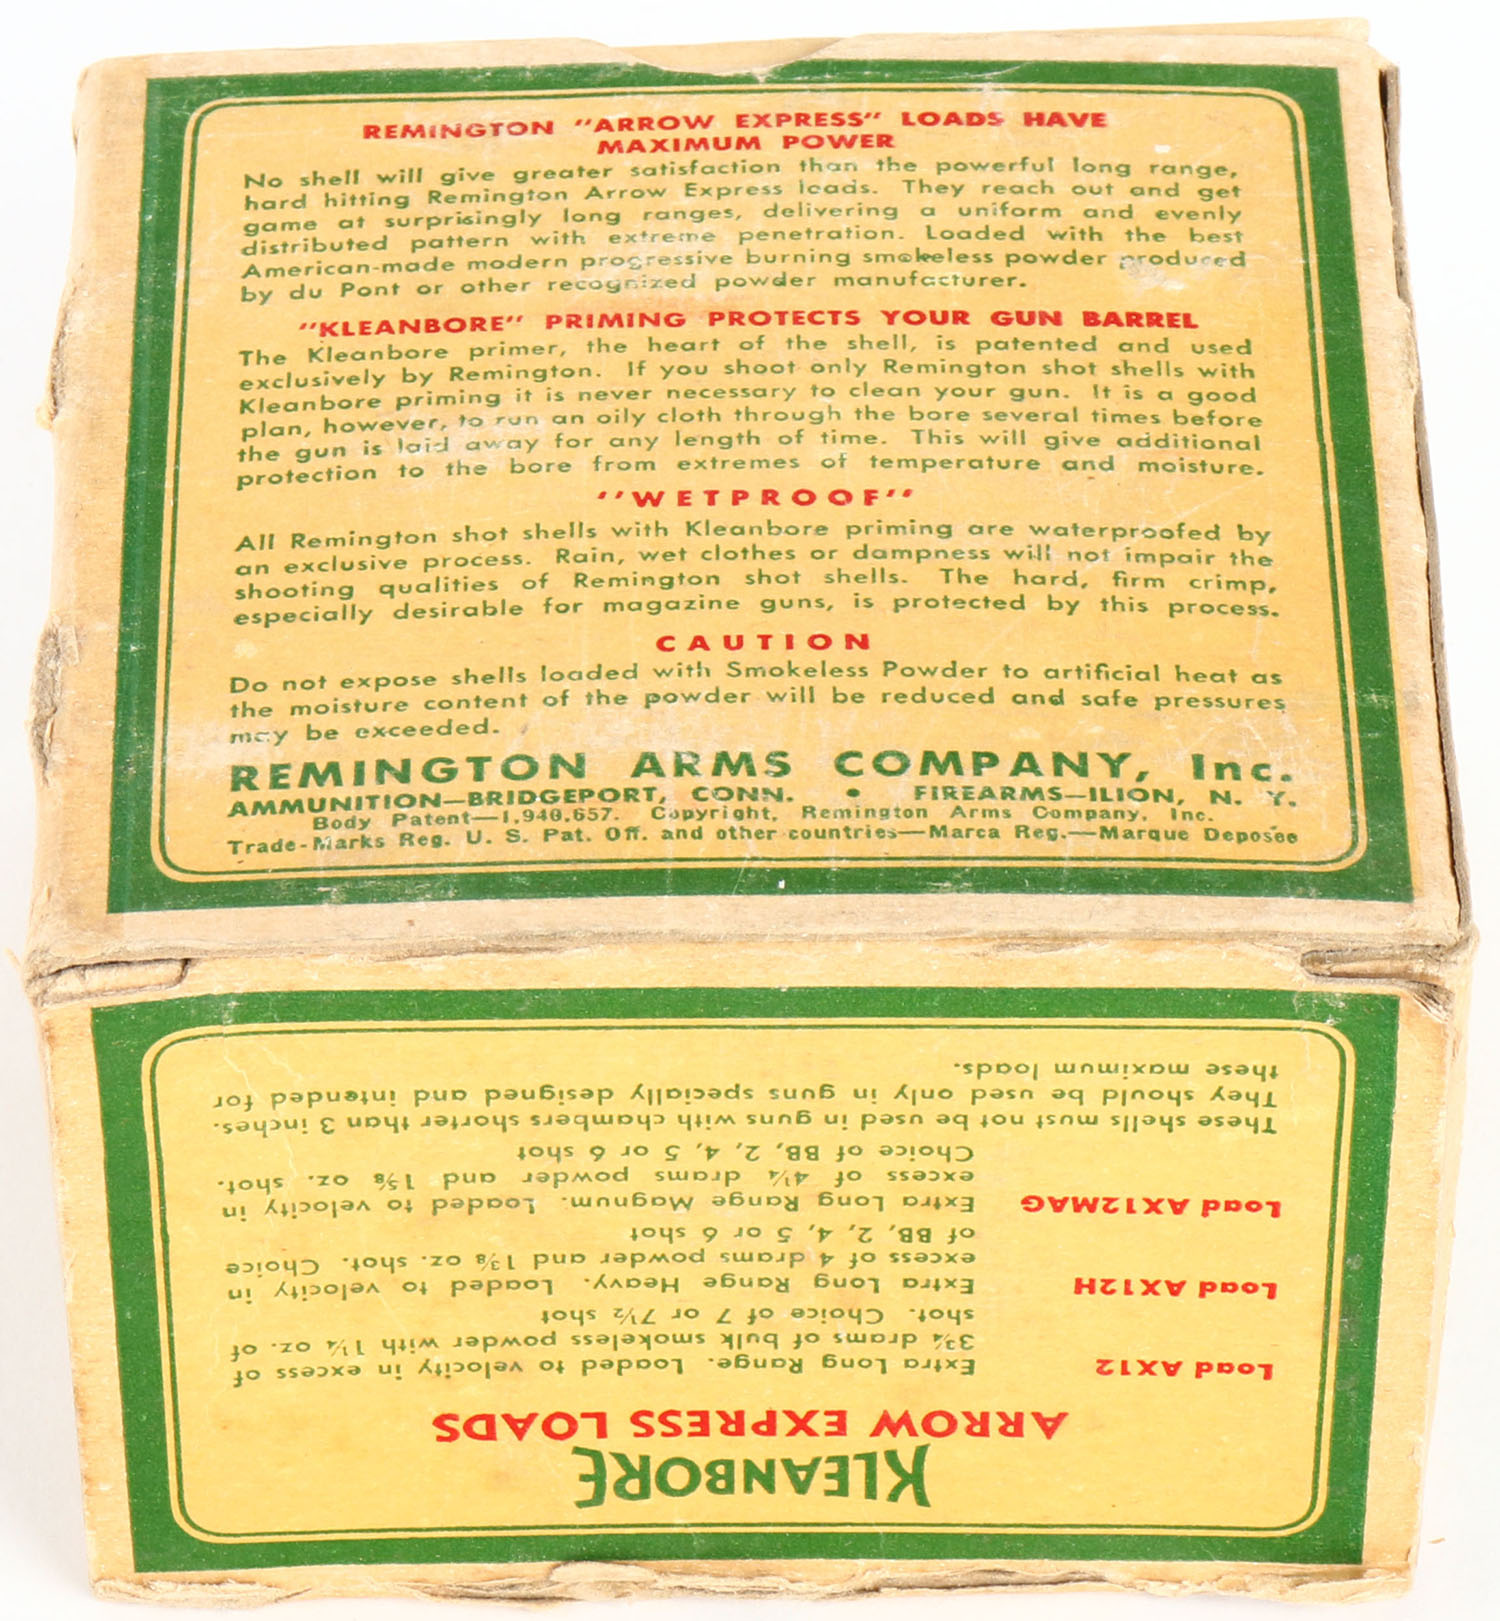 REMINGTON "ARROW EXPRESS" LOADS HAVE
MAXIMUM POWER
No shell will give greater satisfaction than the powerful long range,
hard hitting Remington Arrow Express loads. They reach out and get
game at surprisingly long ranges, delivering a uniform and evenly
distributed pattern with extreme penetration. Loaded with the best
American-made modern progressive burning smokeless powder produced
by du Pont or other recognized powder manufacturer.
"KLEANBORE" PRIMING PROTECTS YOUR GUN BARREL
The Kleanbore primer, the heart of the shell, is patented and used
exclusively by Remington. If you shoot only Remington shot shells with
Kleanbore priming it is never necessary to clean your gun. It is a good
plan, however, to run an oily cloth through the bore several times before
the gun is laid away for any length of time. This will give additional
protection to the bore from extremes of temperature and moisture.
"WETPROOF"
All Remington shot shells with Kleanbore priming are waterproofed by
an exclusive process. Rain, wet clothes or dampness will not impair the
shooting qualities of Remington shot shells. The hard, firm crimp,
especially desirable for magazine guns, is protected by this process.
CAUTION
Do not expose shells loaded with Smokeless Powder to artificial heat as
the moisture content of the powder will be reduced and safe pressures
may be exceeded.
REMINGTON ARMS COMPANY, Inc.
AMMUNITION—BRIDGEPORT, CONN. • FIREARMS—ILION, N. Y.
Body Patent—1,940,657. Copyright, Remington Arms Company, Inc.
Trade-Marks Reg. U. S. Pat. Off. and other countries—Marca Reg.—Marque Deposée
KLEANBORE
ARROW EXPRESS LOADS
Load AX12 Extra Long Range. Loaded to velocity in excess of
3¾ drams of bulk smokeless powder with 1¼ oz. of
shot. Choice of 7 or 7½ shot
Load AX12H Extra Long Range Heavy. Loaded to velocity in
excess of 4 drams powder and 1⅜ oz. shot. Choice
of BB, 2, 4, 5 or 6 shot
Load AX12MAG Extra Long Range Magnum. Loaded to velocity in
excess of 4¼ drams powder and 1⅝ oz. shot.
Choice of BB, 2, 4, 5 or 6 shot
These shells must not be used in guns with chambers shorter than 3 inches.
They should be used only in guns specially designed and intended for
these maximum loads.